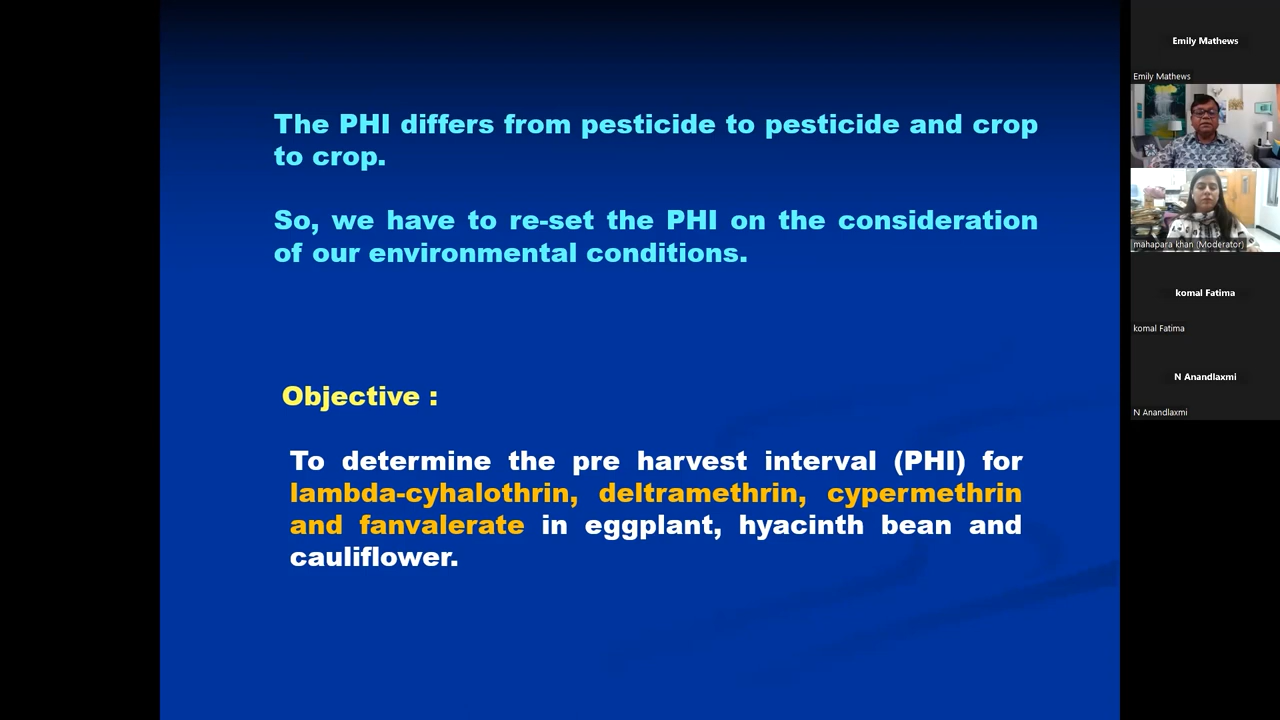 The PHI differs from pesticide to pesticide and crop
to crop.
So, we have to re-set the PHI on the consideration
of our environmental conditions.
Objective :
To determine the pre harvest interval (PHI) for
lambda-cyhalothrin, deltramethrin, cypermethrin
and fanvalerate in eggplant, hyacinth bean and
cauliflower.
Emily Mathews
Emily Mathews
mahapara khan (Moderator)
komal Fatima
komal Fatima
N Anandlaxmi
N Anandlaxmi